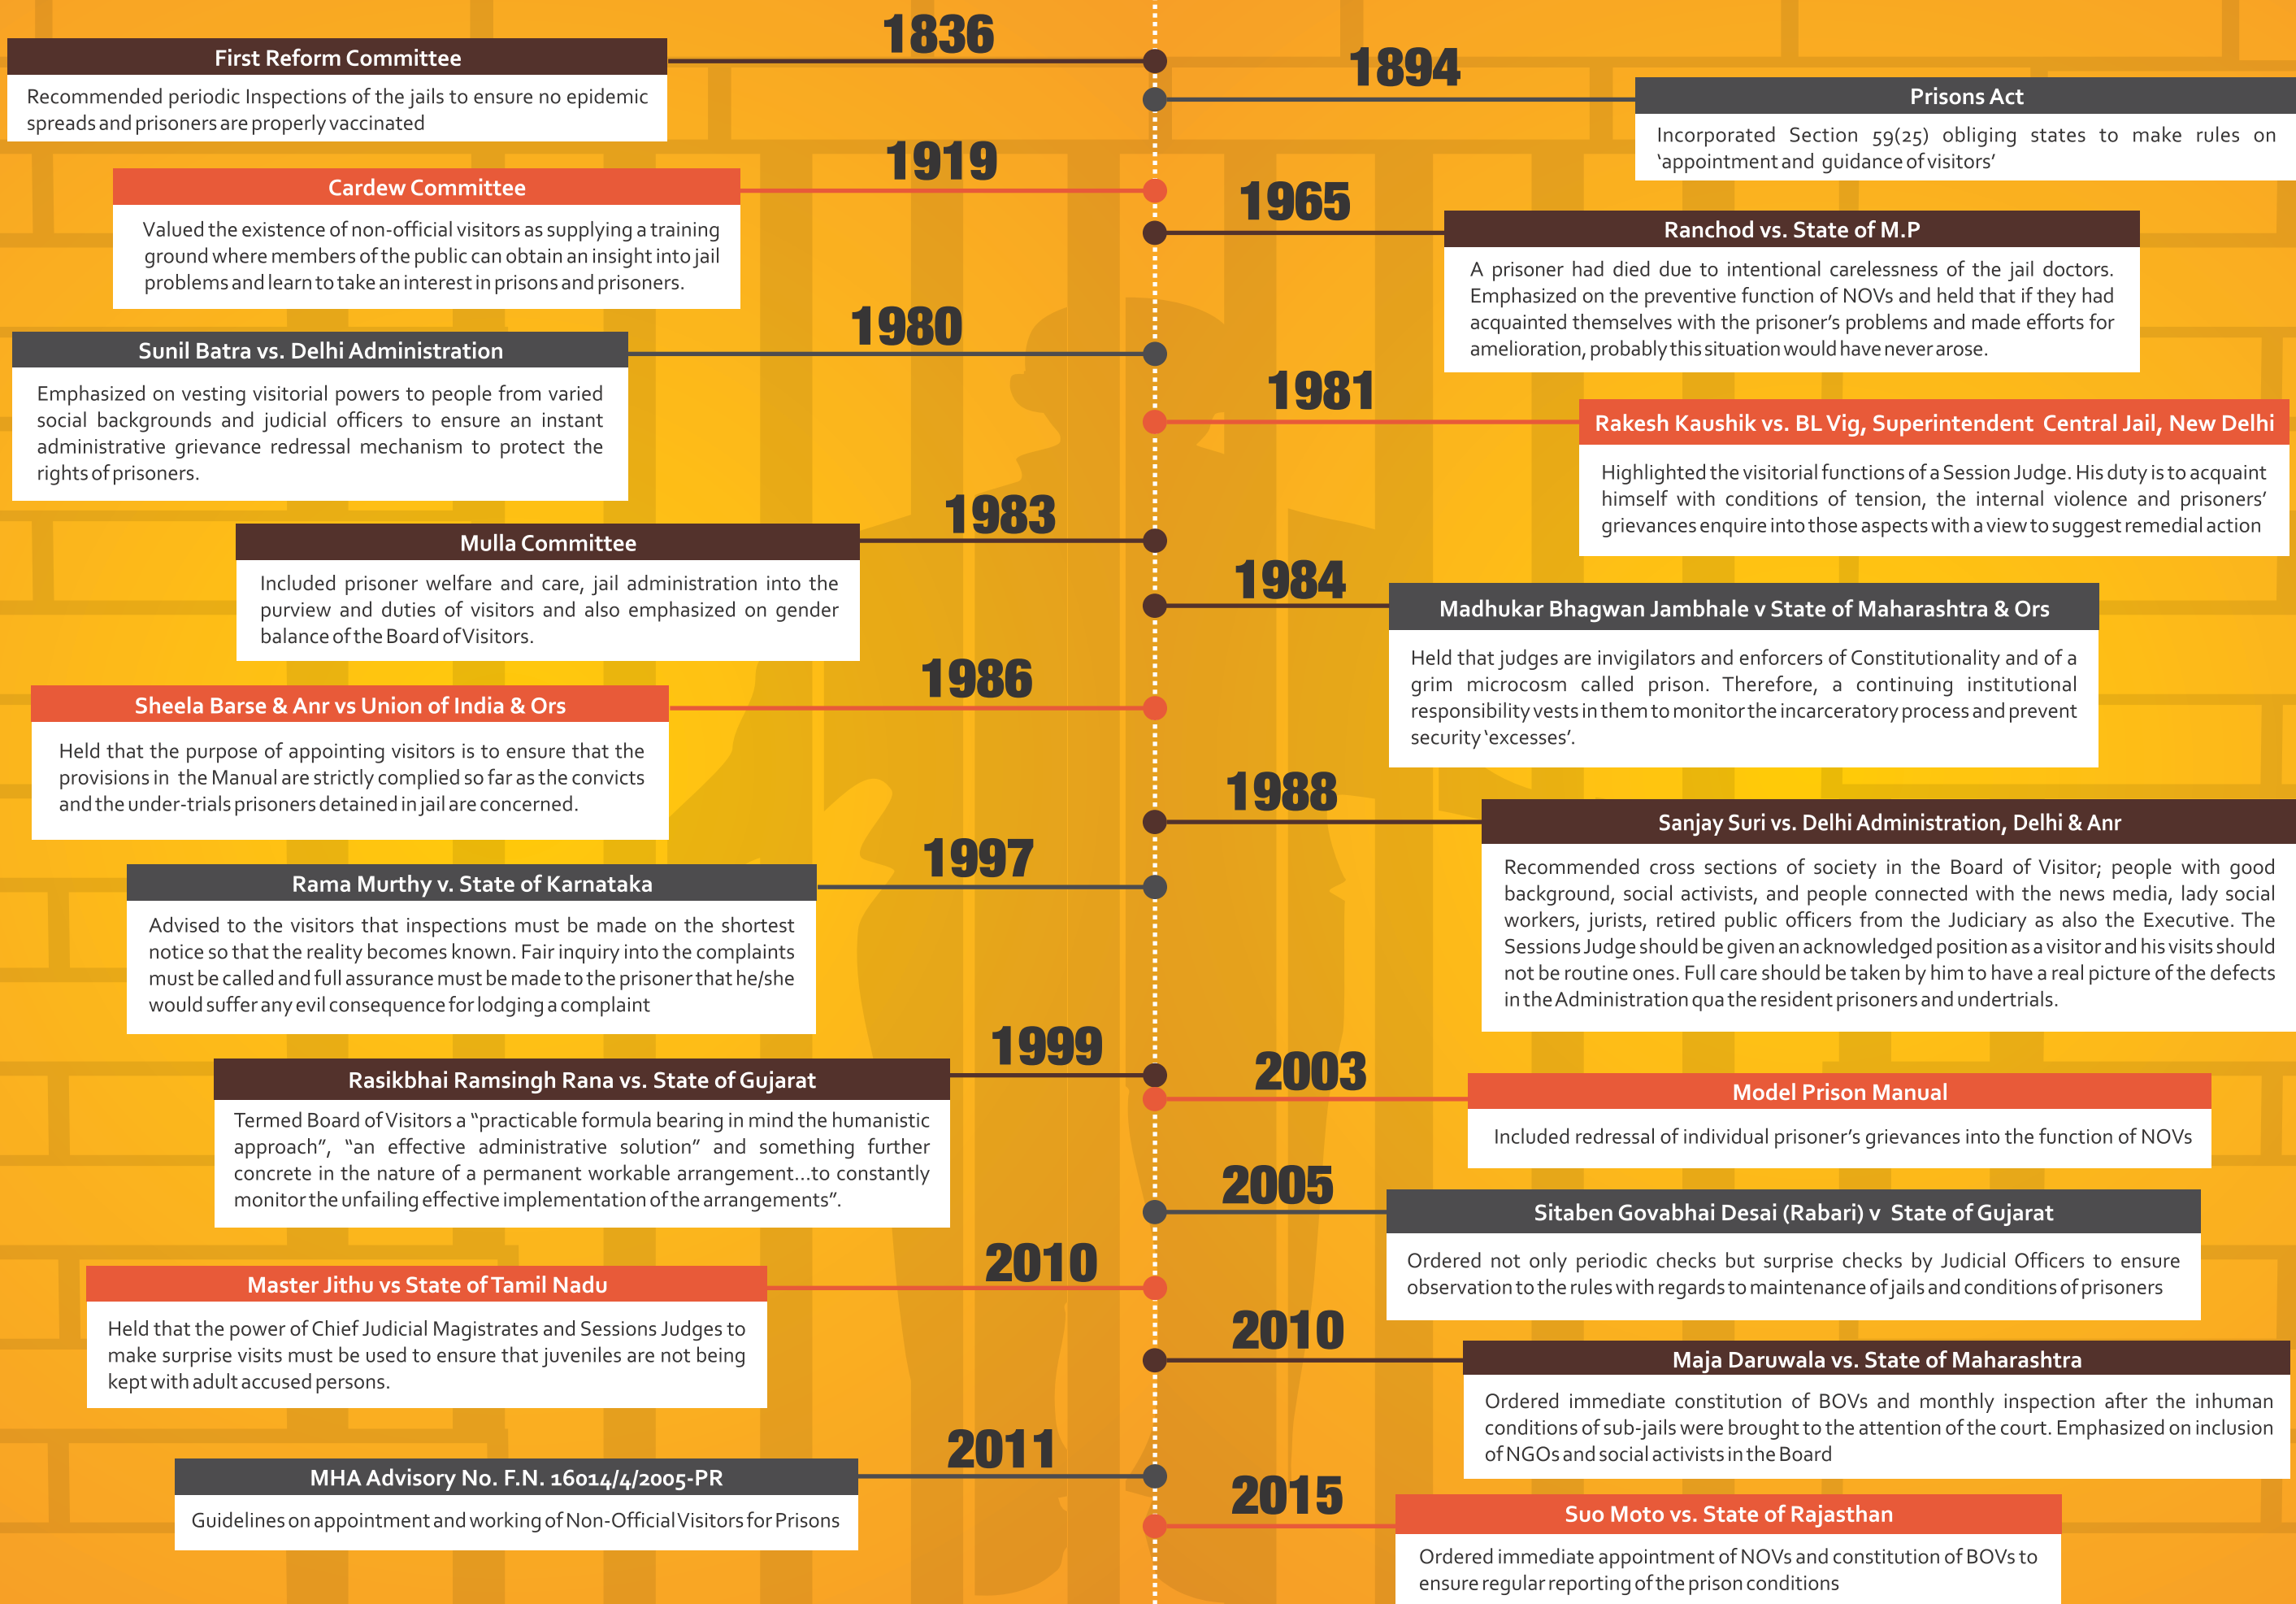 1836
First Reform Committee
Recommended periodic Inspections of the jails to ensure no epidemic
spreads and prisoners are properly vaccinated
1894
Prisons Act
Incorporated Section 59(25) obliging states to make rules on
‘appointment and guidance of visitors’
1919
Cardew Committee
Valued the existence of non-official visitors as supplying a training
ground where members of the public can obtain an insight into jail
problems and learn to take an interest in prisons and prisoners.
1965
Ranchod vs. State of M.P
A prisoner had died due to intentional carelessness of the jail doctors.
Emphasized on the preventive function of NOVs and held that if they had
acquainted themselves with the prisoner’s problems and made efforts for
amelioration, probably this situation would have never arose.
1980
Sunil Batra vs. Delhi Administration
Emphasized on vesting visitorial powers to people from varied
social backgrounds and judicial officers to ensure an instant
administrative grievance redressal mechanism to protect the
rights of prisoners.
1981
Rakesh Kaushik vs. BL Vig, Superintendent Central Jail, New Delhi
Highlighted the visitorial functions of a Session Judge. His duty is to acquaint
himself with conditions of tension, the internal violence and prisoners’
grievances enquire into those aspects with a view to suggest remedial action
1983
Mulla Committee
Included prisoner welfare and care, jail administration into the
purview and duties of visitors and also emphasized on gender
balance of the Board of Visitors.
1984
Madhukar Bhagwan Jambhale v State of Maharashtra & Ors
Held that judges are invigilators and enforcers of Constitutionality and of a
grim microcosm called prison. Therefore, a continuing institutional
responsibility vests in them to monitor the incarceratory process and prevent
security ‘excesses’.
1986
Sheela Barse & Anr vs Union of India & Ors
Held that the purpose of appointing visitors is to ensure that the
provisions in the Manual are strictly complied so far as the convicts
and the under-trials prisoners detained in jail are concerned.
1988
Sanjay Suri vs. Delhi Administration, Delhi & Anr
Recommended cross sections of society in the Board of Visitor; people with good
background, social activists, and people connected with the news media, lady social
workers, jurists, retired public officers from the Judiciary as also the Executive. The
Sessions Judge should be given an acknowledged position as a visitor and his visits should
not be routine ones. Full care should be taken by him to have a real picture of the defects
in the Administration qua the resident prisoners and undertrials.
1997
Rama Murthy v. State of Karnataka
Advised to the visitors that inspections must be made on the shortest
notice so that the reality becomes known. Fair inquiry into the complaints
must be called and full assurance must be made to the prisoner that he/she
would suffer any evil consequence for lodging a complaint
1999
Rasikbhai Ramsingh Rana vs. State of Gujarat
Termed Board of Visitors a “practicable formula bearing in mind the humanistic
approach”, “an effective administrative solution” and something further
concrete in the nature of a permanent workable arrangement...to constantly
monitor the unfailing effective implementation of the arrangements”.
2003
Model Prison Manual
Included redressal of individual prisoner’s grievances into the function of NOVs
2005
Sitaben Govabhai Desai (Rabari) v State of Gujarat
Ordered not only periodic checks but surprise checks by Judicial Officers to ensure
observation to the rules with regards to maintenance of jails and conditions of prisoners
2010
Master Jithu vs State of Tamil Nadu
Held that the power of Chief Judicial Magistrates and Sessions Judges to
make surprise visits must be used to ensure that juveniles are not being
kept with adult accused persons.
2010
Maja Daruwala vs. State of Maharashtra
Ordered immediate constitution of BOVs and monthly inspection after the inhuman
conditions of sub-jails were brought to the attention of the court. Emphasized on inclusion
of NGOs and social activists in the Board
2011
MHA Advisory No. F.N. 16014/4/2005-PR
Guidelines on appointment and working of Non-Official Visitors for Prisons
2015
Suo Moto vs. State of Rajasthan
Ordered immediate appointment of NOVs and constitution of BOVs to
ensure regular reporting of the prison conditions